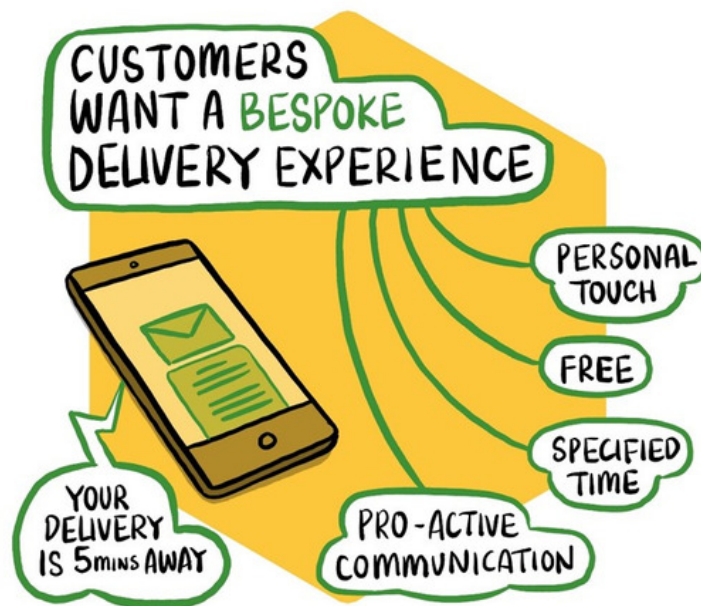 CUSTOMERS
WANT A BESPOKE
DELIVERY EXPERIENCE
PERSONAL
TOUCH
FREE
SPECIFIED
TIME
PRO-ACTIVE
COMMUNICATION
YOUR
DELIVERY
IS 5MINS AWAY